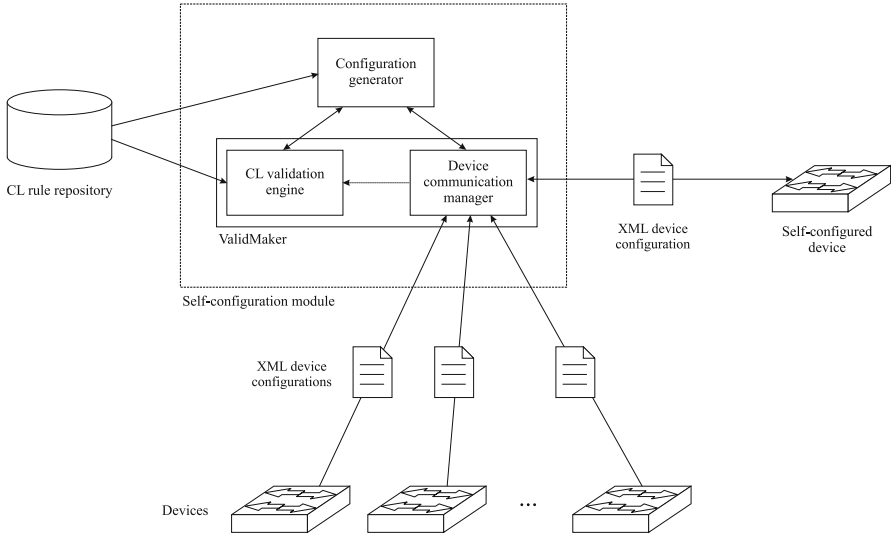 Configuration
generator
CL rule repository
CL validation
engine
Device
communication
manager
ValidMaker
XML device
configuration
Self-configured
device
Self-configuration module
XML device
configurations
Devices
...